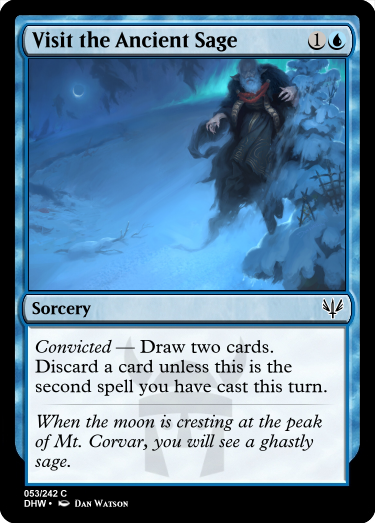 Visit the Ancient Sage 1
Sorcery
Convicted — Draw two cards.
Discard a card unless this is the
second spell you have cast this turn.
When the moon is cresting at the peak
of Mt. Corvar, you will see a ghastly
sage.
053/242 C
DHW • Dan Watson